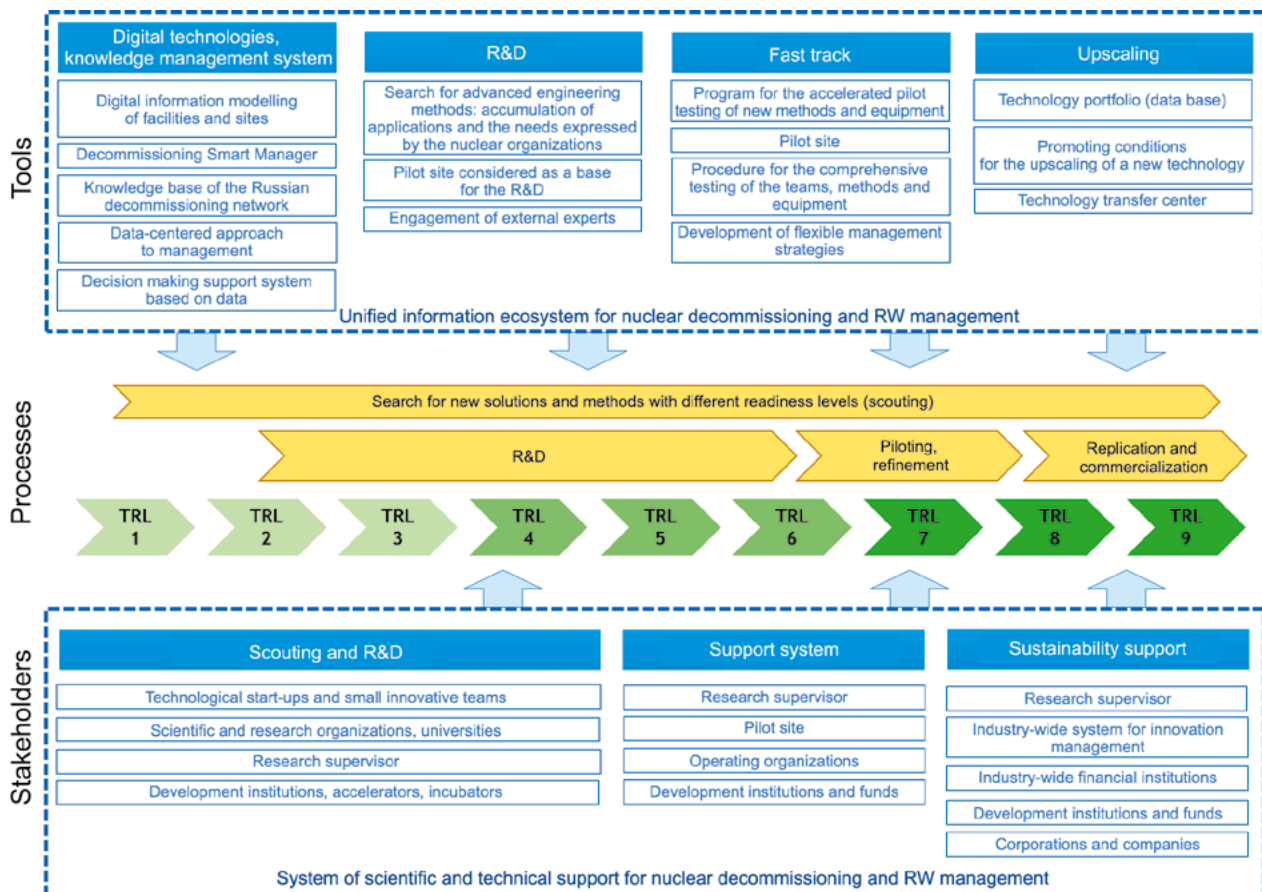 Tools
Digital technologies,
knowledge management system
Digital information modelling
of facilities and sites
Decommissioning Smart Manager
Knowledge base of the Russian
decommissioning network
Data-centered approach
to management
Decision making support system
based on data
R&D
Search for advanced engineering
methods: accumulation of
applications and the needs expressed
by the nuclear organizations
Pilot site considered as a base
for the R&D
Engagement of external experts
Fast track
Program for the accelerated pilot
testing of new methods and equipment
Pilot site
Procedure for the comprehensive
testing of the teams, methods and
equipment
Development of flexible management
strategies
Upscaling
Technology portfolio (data base)
Promoting conditions
for the upscaling of a new technology
Technology transfer center
Unified information ecosystem for nuclear decommissioning and RW management
Processes
Search for new solutions and methods with different readiness levels (scouting)
R&D
Piloting,
refinement
Replication and
commercialization
TRL
1
TRL
2
TRL
3
TRL
4
TRL
5
TRL
6
TRL
7
TRL
8
TRL
9
Stakeholders
Scouting and R&D
Technological start-ups and small innovative teams
Scientific and research organizations, universities
Research supervisor
Development institutions, accelerators, incubators
Support system
Research supervisor
Pilot site
Operating organizations
Development institutions and funds
Sustainability support
Research supervisor
Industry-wide system for innovation
management
Industry-wide financial institutions
Development institutions and funds
Corporations and companies
System of scientific and technical support for nuclear decommissioning and RW management